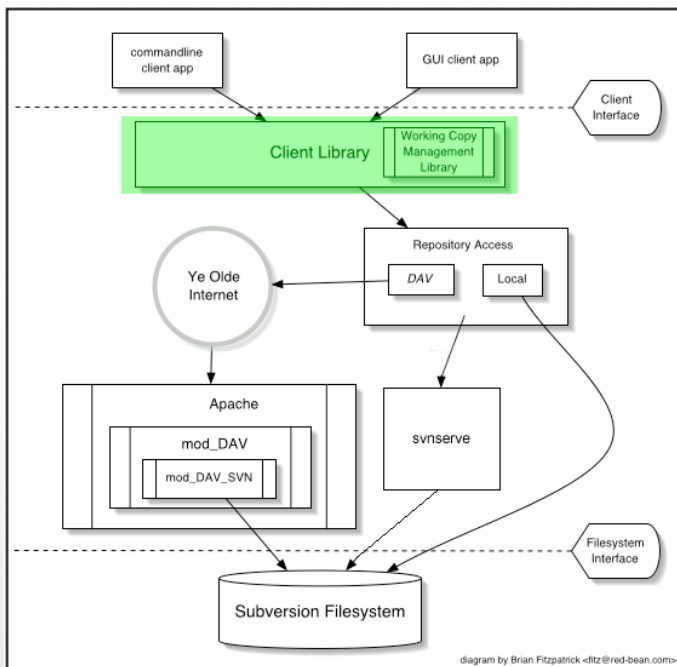 commandline
client app
GUI client app
Client
Interface
Client Library
Working Copy
Management
Library
Repository Access
DAV
Local
Ye Olde
Internet
Apache
mod_DAV
mod_DAV_SVN
svnserve
Filesystem
Interface
Subversion Filesystem
diagram by Brian Fitzpatrick <fitz@red-bean.com>